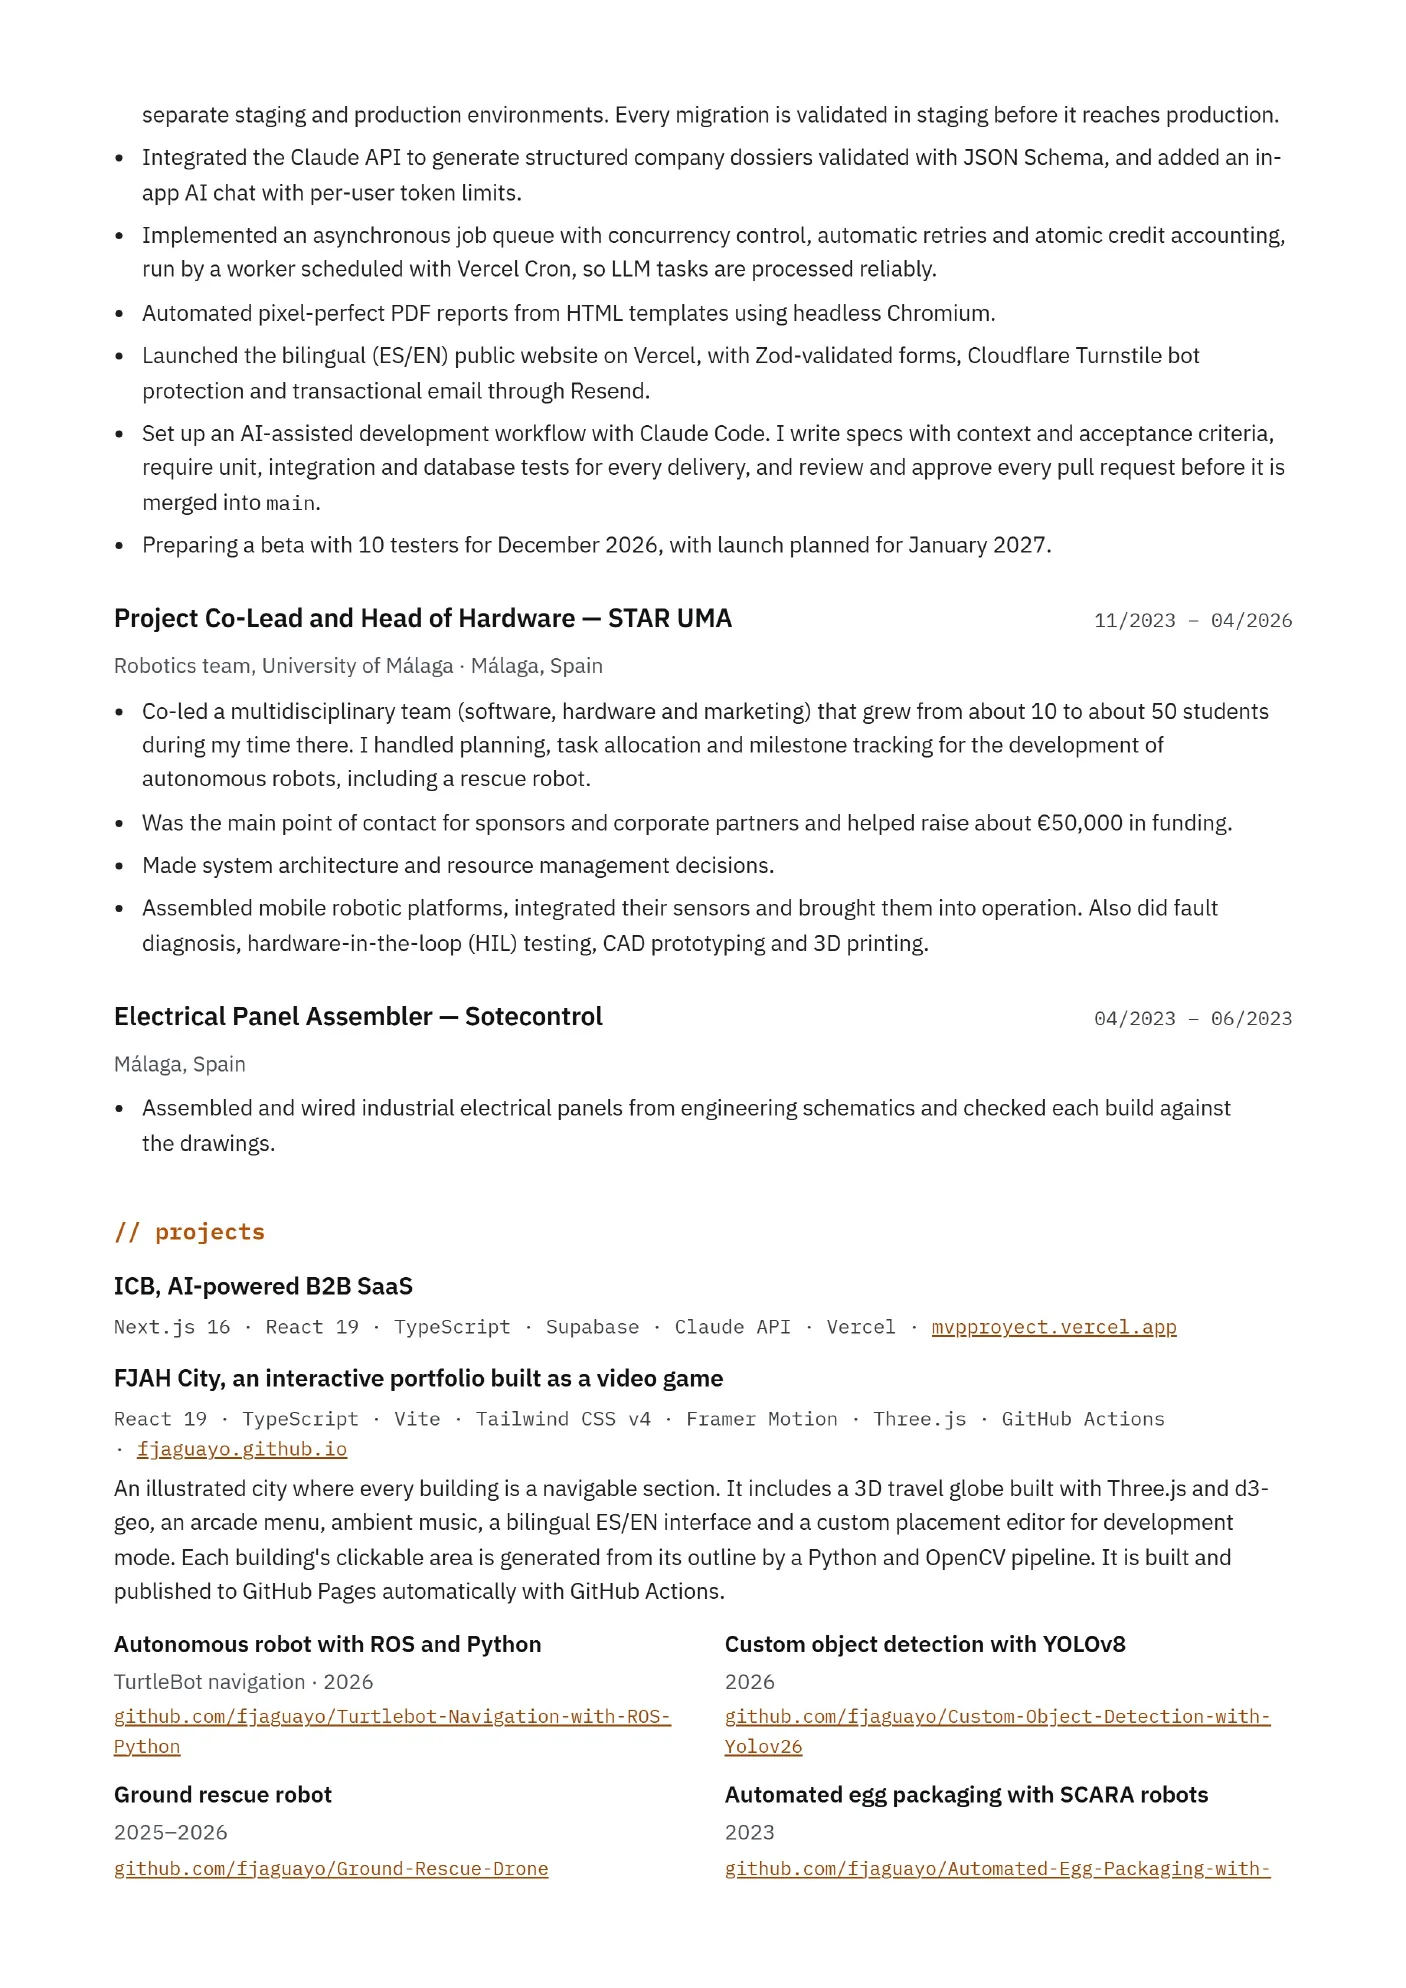 separate staging and production environments. Every migration is validated in staging before it reaches production.
• Integrated the Claude API to generate structured company dossiers validated with JSON Schema, and added an in-
app AI chat with per-user token limits.
• Implemented an asynchronous job queue with concurrency control, automatic retries and atomic credit accounting,
run by a worker scheduled with Vercel Cron, so LLM tasks are processed reliably.
• Automated pixel-perfect PDF reports from HTML templates using headless Chromium.
• Launched the bilingual (ES/EN) public website on Vercel, with Zod-validated forms, Cloudflare Turnstile bot
protection and transactional email through Resend.
• Set up an AI-assisted development workflow with Claude Code. I write specs with context and acceptance criteria,
require unit, integration and database tests for every delivery, and review and approve every pull request before it is
merged into main.
• Preparing a beta with 10 testers for December 2026, with launch planned for January 2027.
Project Co-Lead and Head of Hardware — STAR UMA 11/2023 – 04/2026
Robotics team, University of Málaga · Málaga, Spain
• Co-led a multidisciplinary team (software, hardware and marketing) that grew from about 10 to about 50 students
during my time there. I handled planning, task allocation and milestone tracking for the development of
autonomous robots, including a rescue robot.
• Was the main point of contact for sponsors and corporate partners and helped raise about €50,000 in funding.
• Made system architecture and resource management decisions.
• Assembled mobile robotic platforms, integrated their sensors and brought them into operation. Also did fault
diagnosis, hardware-in-the-loop (HIL) testing, CAD prototyping and 3D printing.
Electrical Panel Assembler — Sotecontrol 04/2023 – 06/2023
Málaga, Spain
• Assembled and wired industrial electrical panels from engineering schematics and checked each build against
the drawings.
// projects
ICB, AI-powered B2B SaaS
Next.js 16 · React 19 · TypeScript · Supabase · Claude API · Vercel · mvpproyect.vercel.app
FJAH City, an interactive portfolio built as a video game
React 19 · TypeScript · Vite · Tailwind CSS v4 · Framer Motion · Three.js · GitHub Actions
· fjaguayo.github.io
An illustrated city where every building is a navigable section. It includes a 3D travel globe built with Three.js and d3-
geo, an arcade menu, ambient music, a bilingual ES/EN interface and a custom placement editor for development
mode. Each building's clickable area is generated from its outline by a Python and OpenCV pipeline. It is built and
published to GitHub Pages automatically with GitHub Actions.
Autonomous robot with ROS and Python
TurtleBot navigation · 2026
github.com/fjaguayo/Turtlebot-Navigation-with-ROS-
Python
Custom object detection with YOLOv8
2026
github.com/fjaguayo/Custom-Object-Detection-with-
Yolov26
Ground rescue robot
2025–2026
github.com/fjaguayo/Ground-Rescue-Drone
Automated egg packaging with SCARA robots
2023
github.com/fjaguayo/Automated-Egg-Packaging-with-